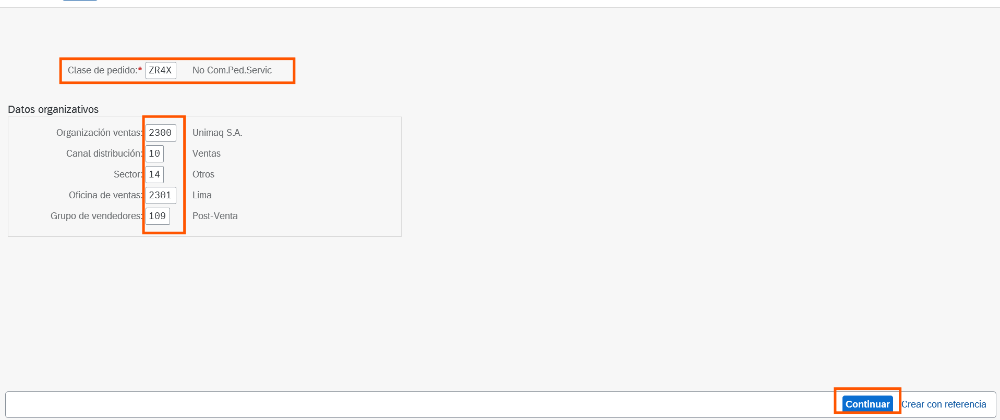 Clase de pedido:* ZR4X No Com.Ped.Servic
Datos organizativos
Organización ventas: 2300 Unimaq S.A.
Canal distribución: 10 Ventas
Sector: 14 Otros
Oficina de ventas: 2301 Lima
Grupo de vendedores: 109 Post-Venta
Continuar Crear con referencia